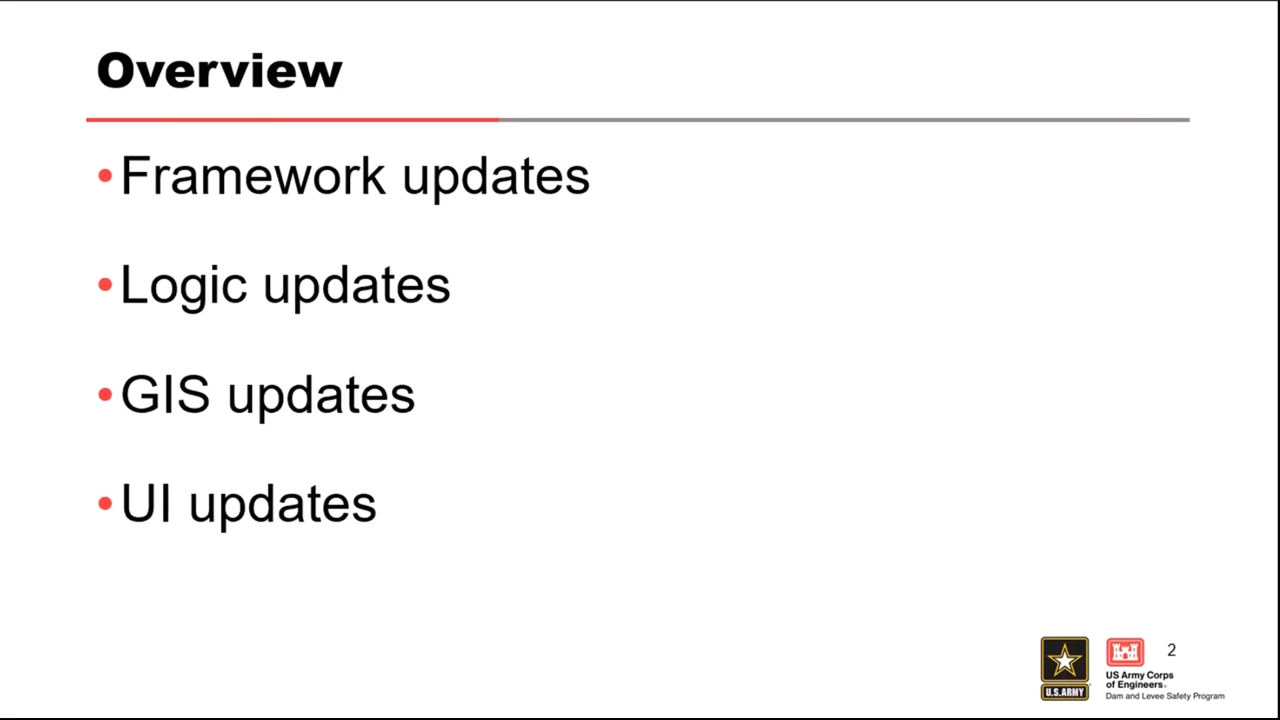 Overview
•Framework updates
•Logic updates
•GIS updates
•UI updates
2
U.S.ARMY
US Army Corps
of Engineers®
Dam and Levee Safety Program